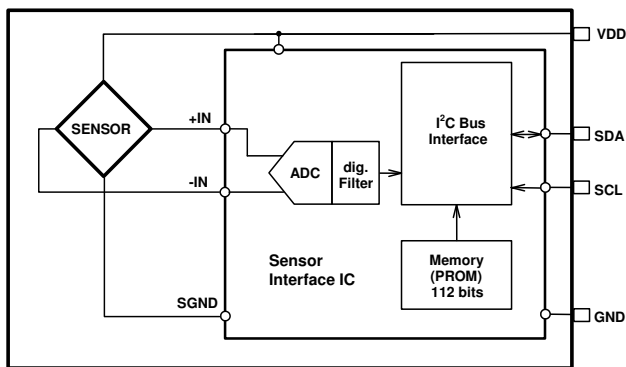 VDD
SENSOR
+IN
-IN
ADC
dig.
Filter
I²C Bus
Interface
SDA
SCL
Sensor
Interface IC
Memory
(PROM)
112 bits
SGND
GND